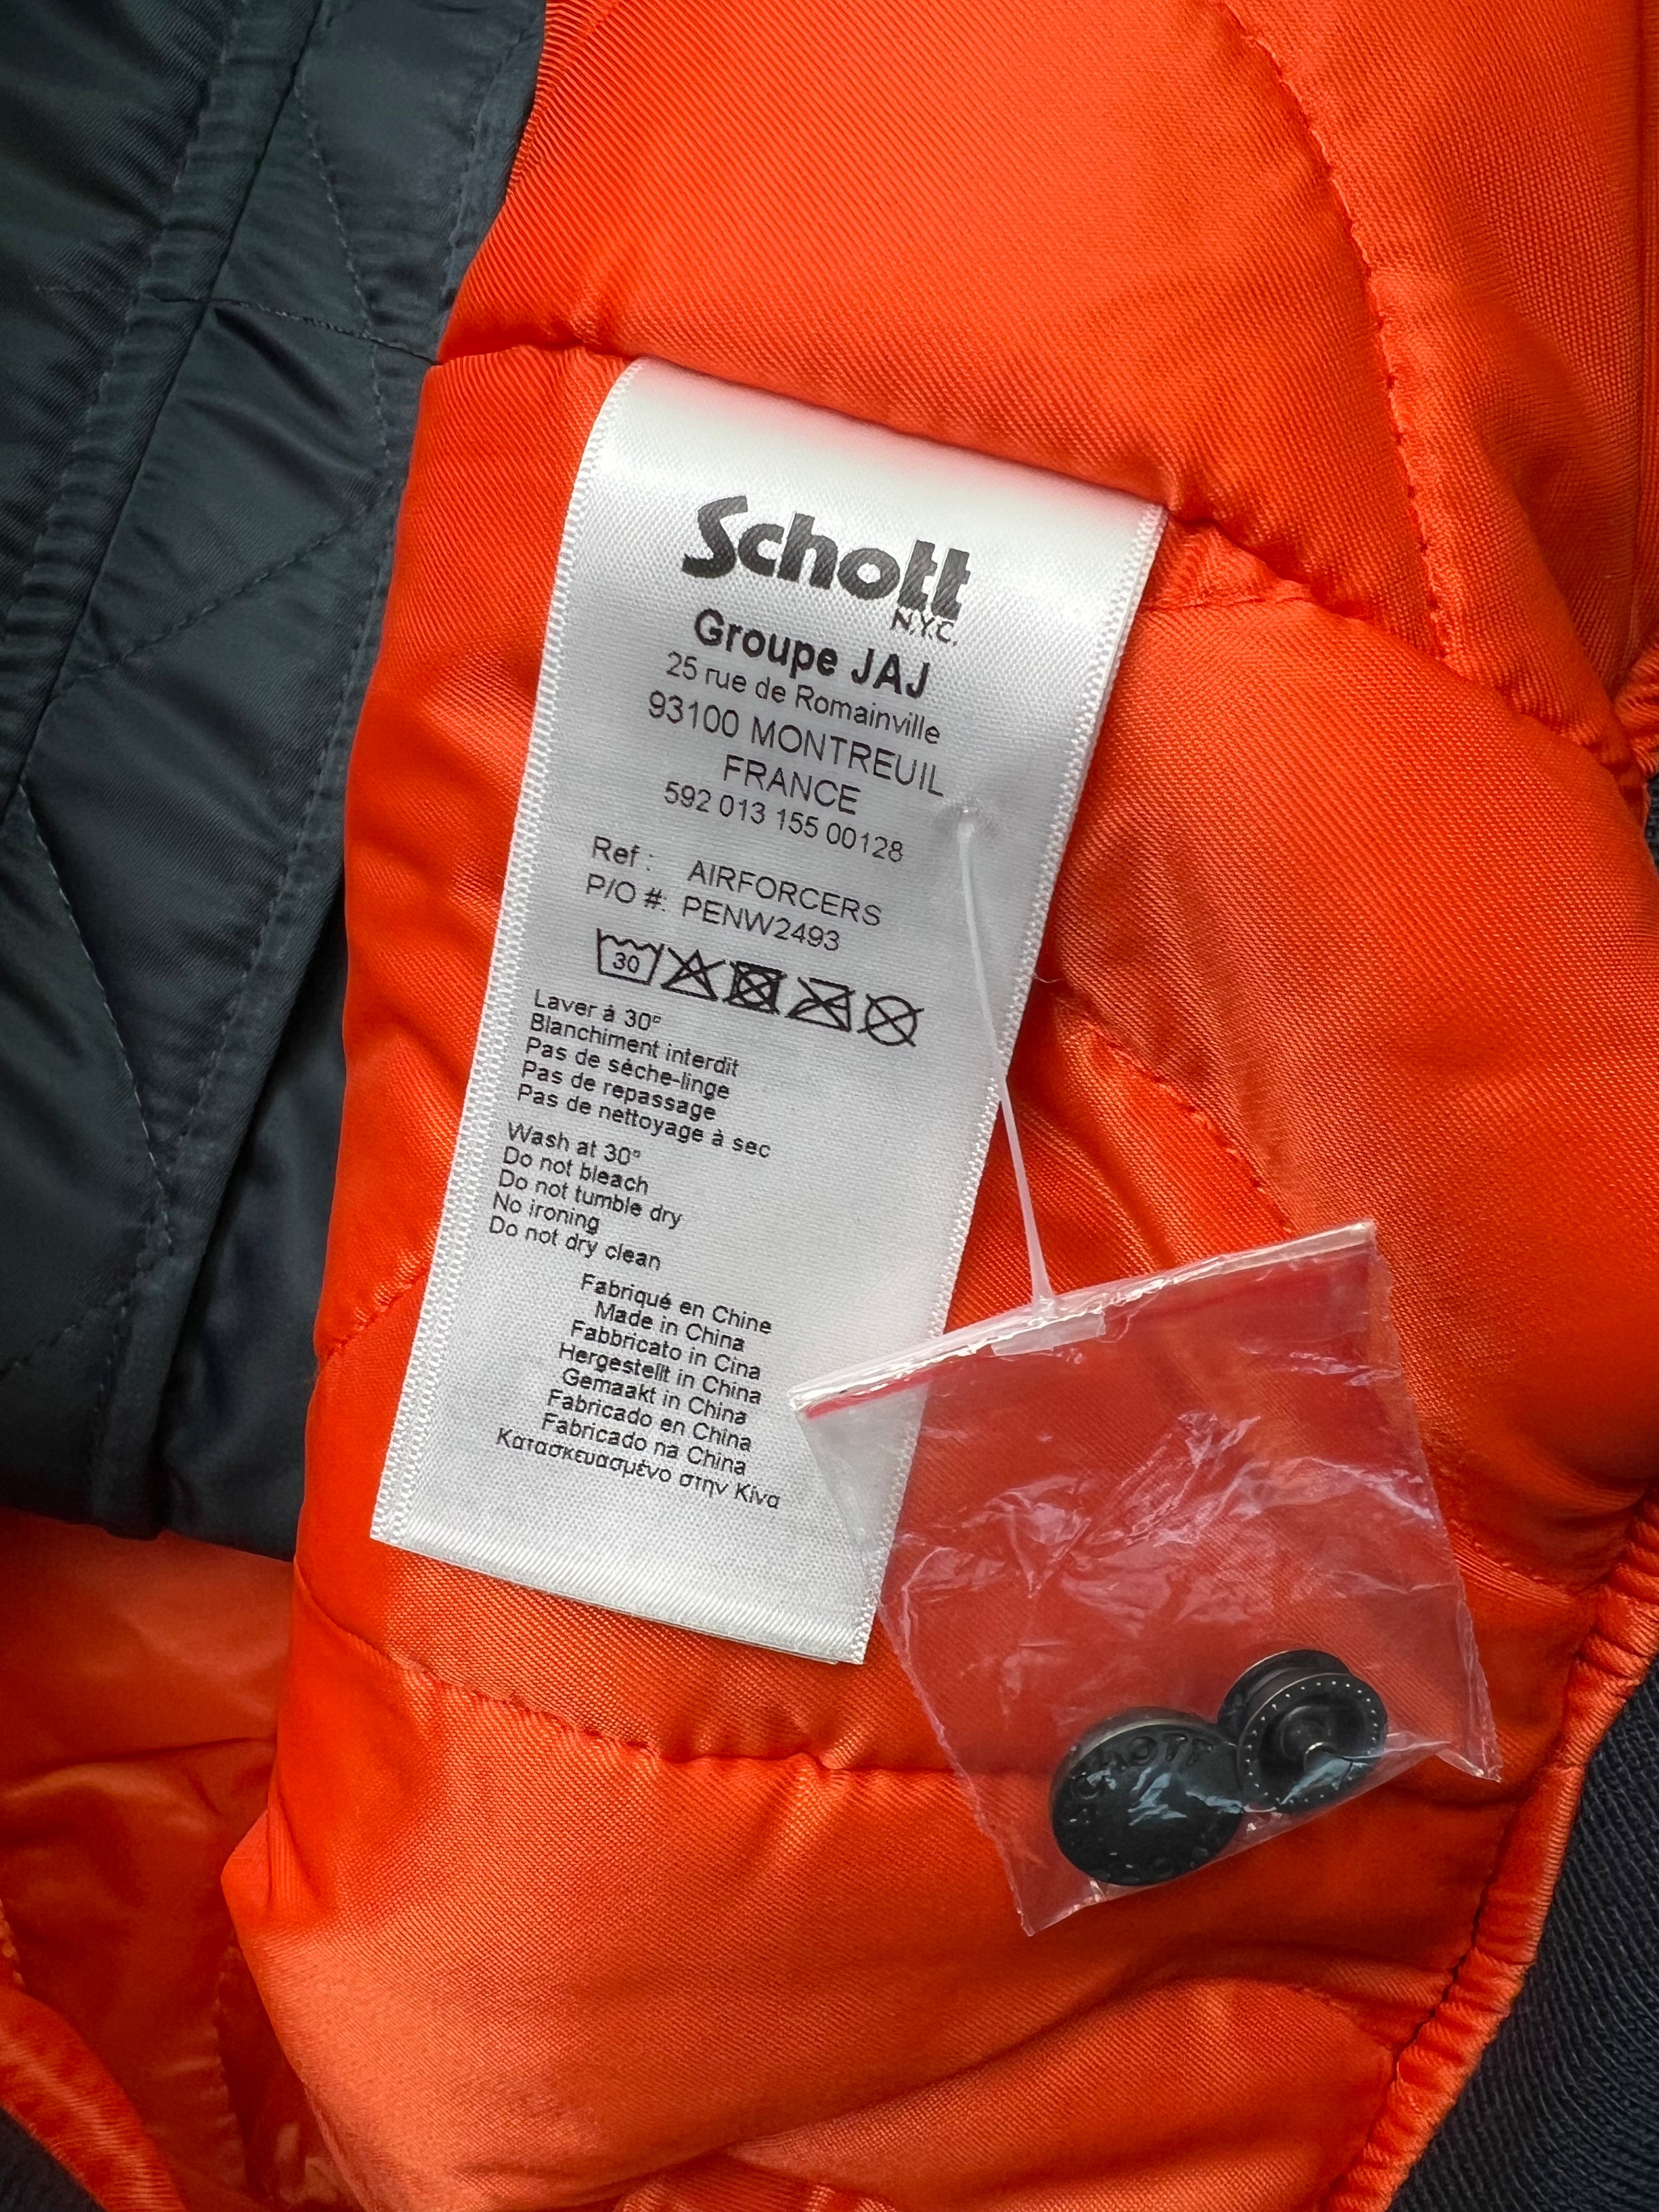 Schott
N.Y.C.
Groupe JAJ
25 rue de Romainville
93100 MONTREUIL
FRANCE
592 013 155 00128
Ref : AIRFORCERS
P/O #: PENW2493
30
Laver à 30°
Blanchiment interdit
Pas de sèche-linge
Pas de repassage
Pas de nettoyage à sec
Wash at 30°
Do not bleach
Do not tumble dry
No ironing
Do not dry clean
Fabriqué en Chine
Made in China
Fabbricato in Cina
Hergestellt in China
Gemaakt in China
Fabricado en China
Fabricado na China
Κατασκευασμένο στην Κίνα